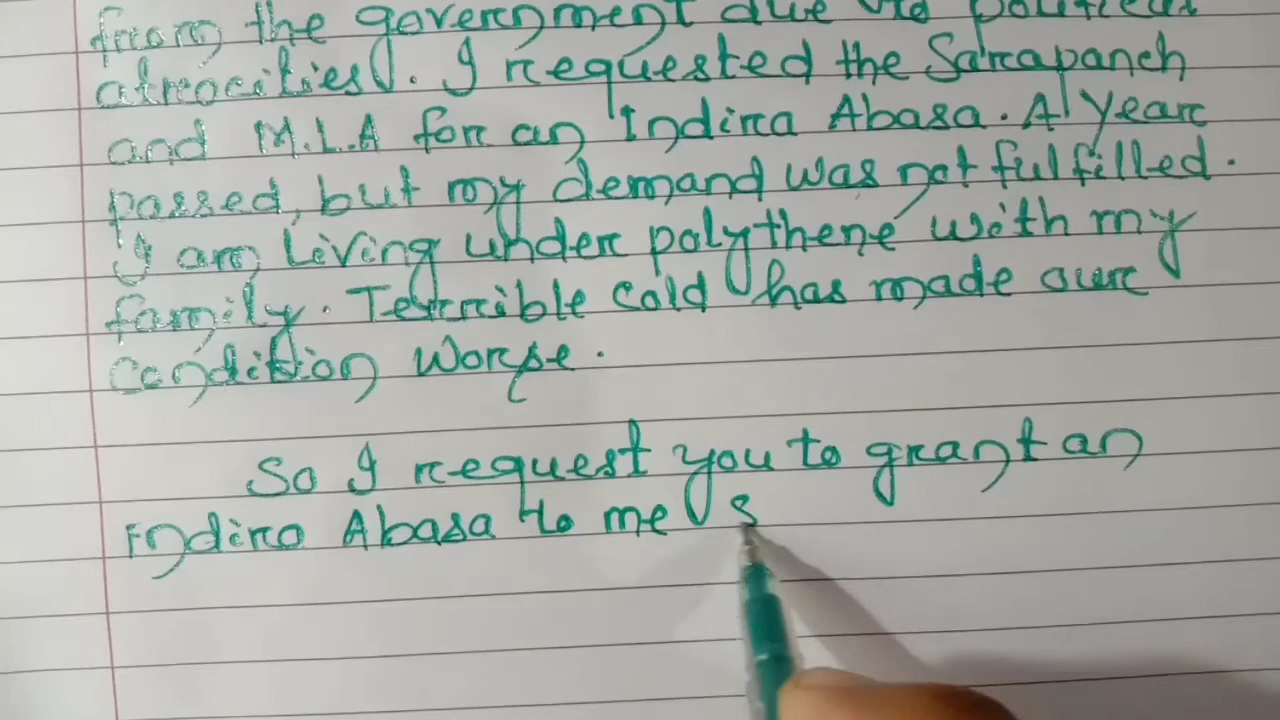 from the government due to political
atrocities. I requested the Sarapanch
and M.L.A for an Indira Abasa. A year
passed, but my demand was not fulfilled.
I am living under polythene with my
family. Terrible cold has made our
condition worse.
So I request you to grant an
Indira Abasa to me s